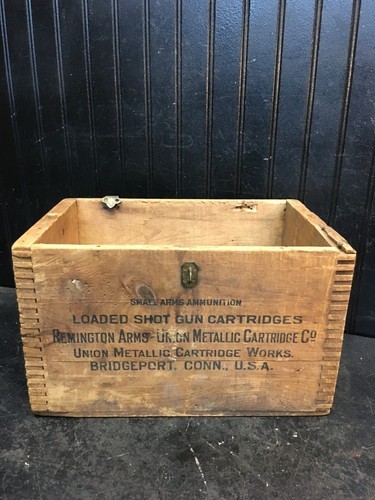 SMALL ARMS AMMUNITION
LOADED SHOT GUN CARTRIDGES
REMINGTON ARMS-UNION METALLIC CARTRIDGE CO
UNION METALLIC CARTRIDGE WORKS.
BRIDGEPORT, CONN., U.S.A.